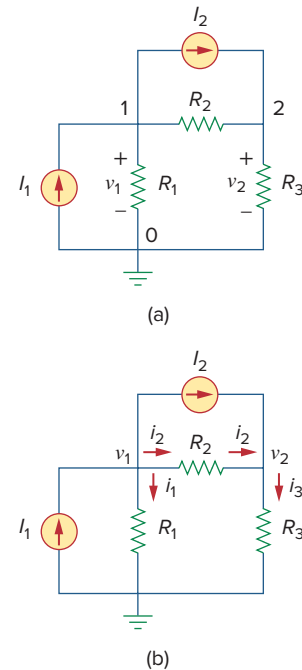 I2
1 R2 2
+ +
I1 v1 R1 v2 R3
– –
0
(a)
I2
v1 i2 R2 i2 v2
i1 i3
I1 R1 R3
(b)